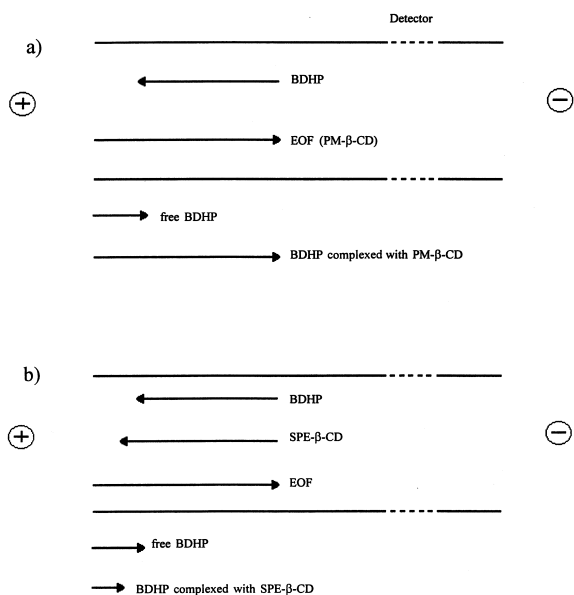 Detector
a)
BDHP
+
−
EOF (PM-β-CD)
free BDHP
BDHP complexed with PM-β-CD
b)
BDHP
+
−
SPE-β-CD
EOF
free BDHP
BDHP complexed with SPE-β-CD